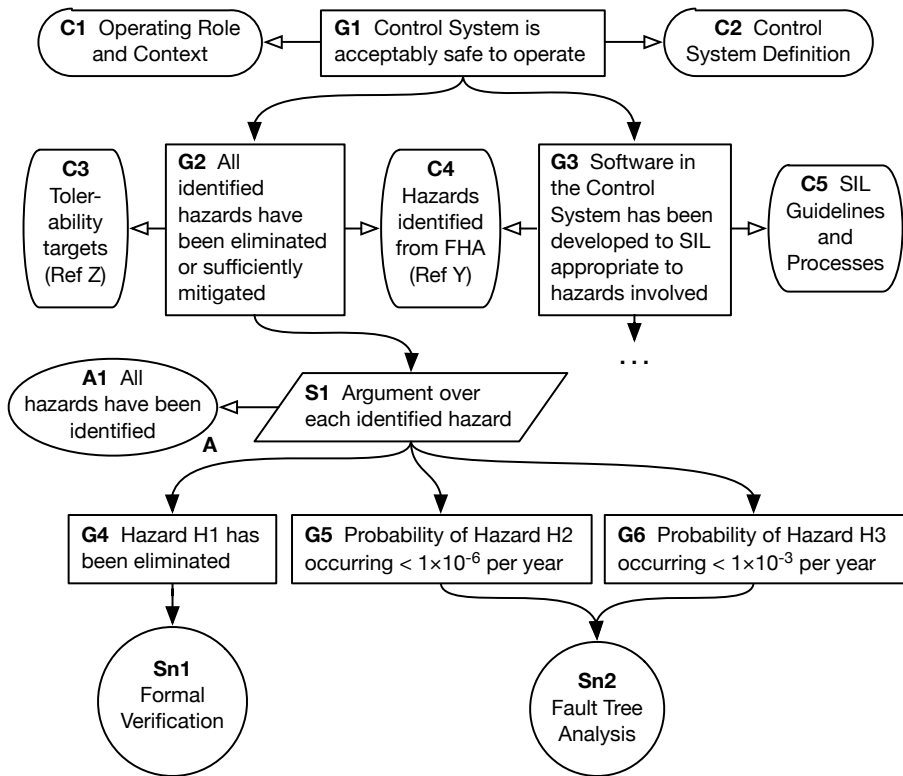 C1 Operating Role
and Context
G1 Control System is
acceptably safe to operate
C2 Control
System Definition
C3
Toler-
ability
targets
(Ref Z)
G2 All
identified
hazards have
been eliminated
or sufficiently
mitigated
C4
Hazards
identified
from FHA
(Ref Y)
G3 Software in
the Control
System has been
developed to SIL
appropriate to
hazards involved
C5 SIL
Guidelines
and
Processes
...
A1 All
hazards have been
identified
A
S1 Argument over
each identified hazard
G4 Hazard H1 has
been eliminated
G5 Probability of Hazard H2
occurring < 1×10⁻⁶ per year
G6 Probability of Hazard H3
occurring < 1×10⁻³ per year
Sn1
Formal
Verification
Sn2
Fault Tree
Analysis